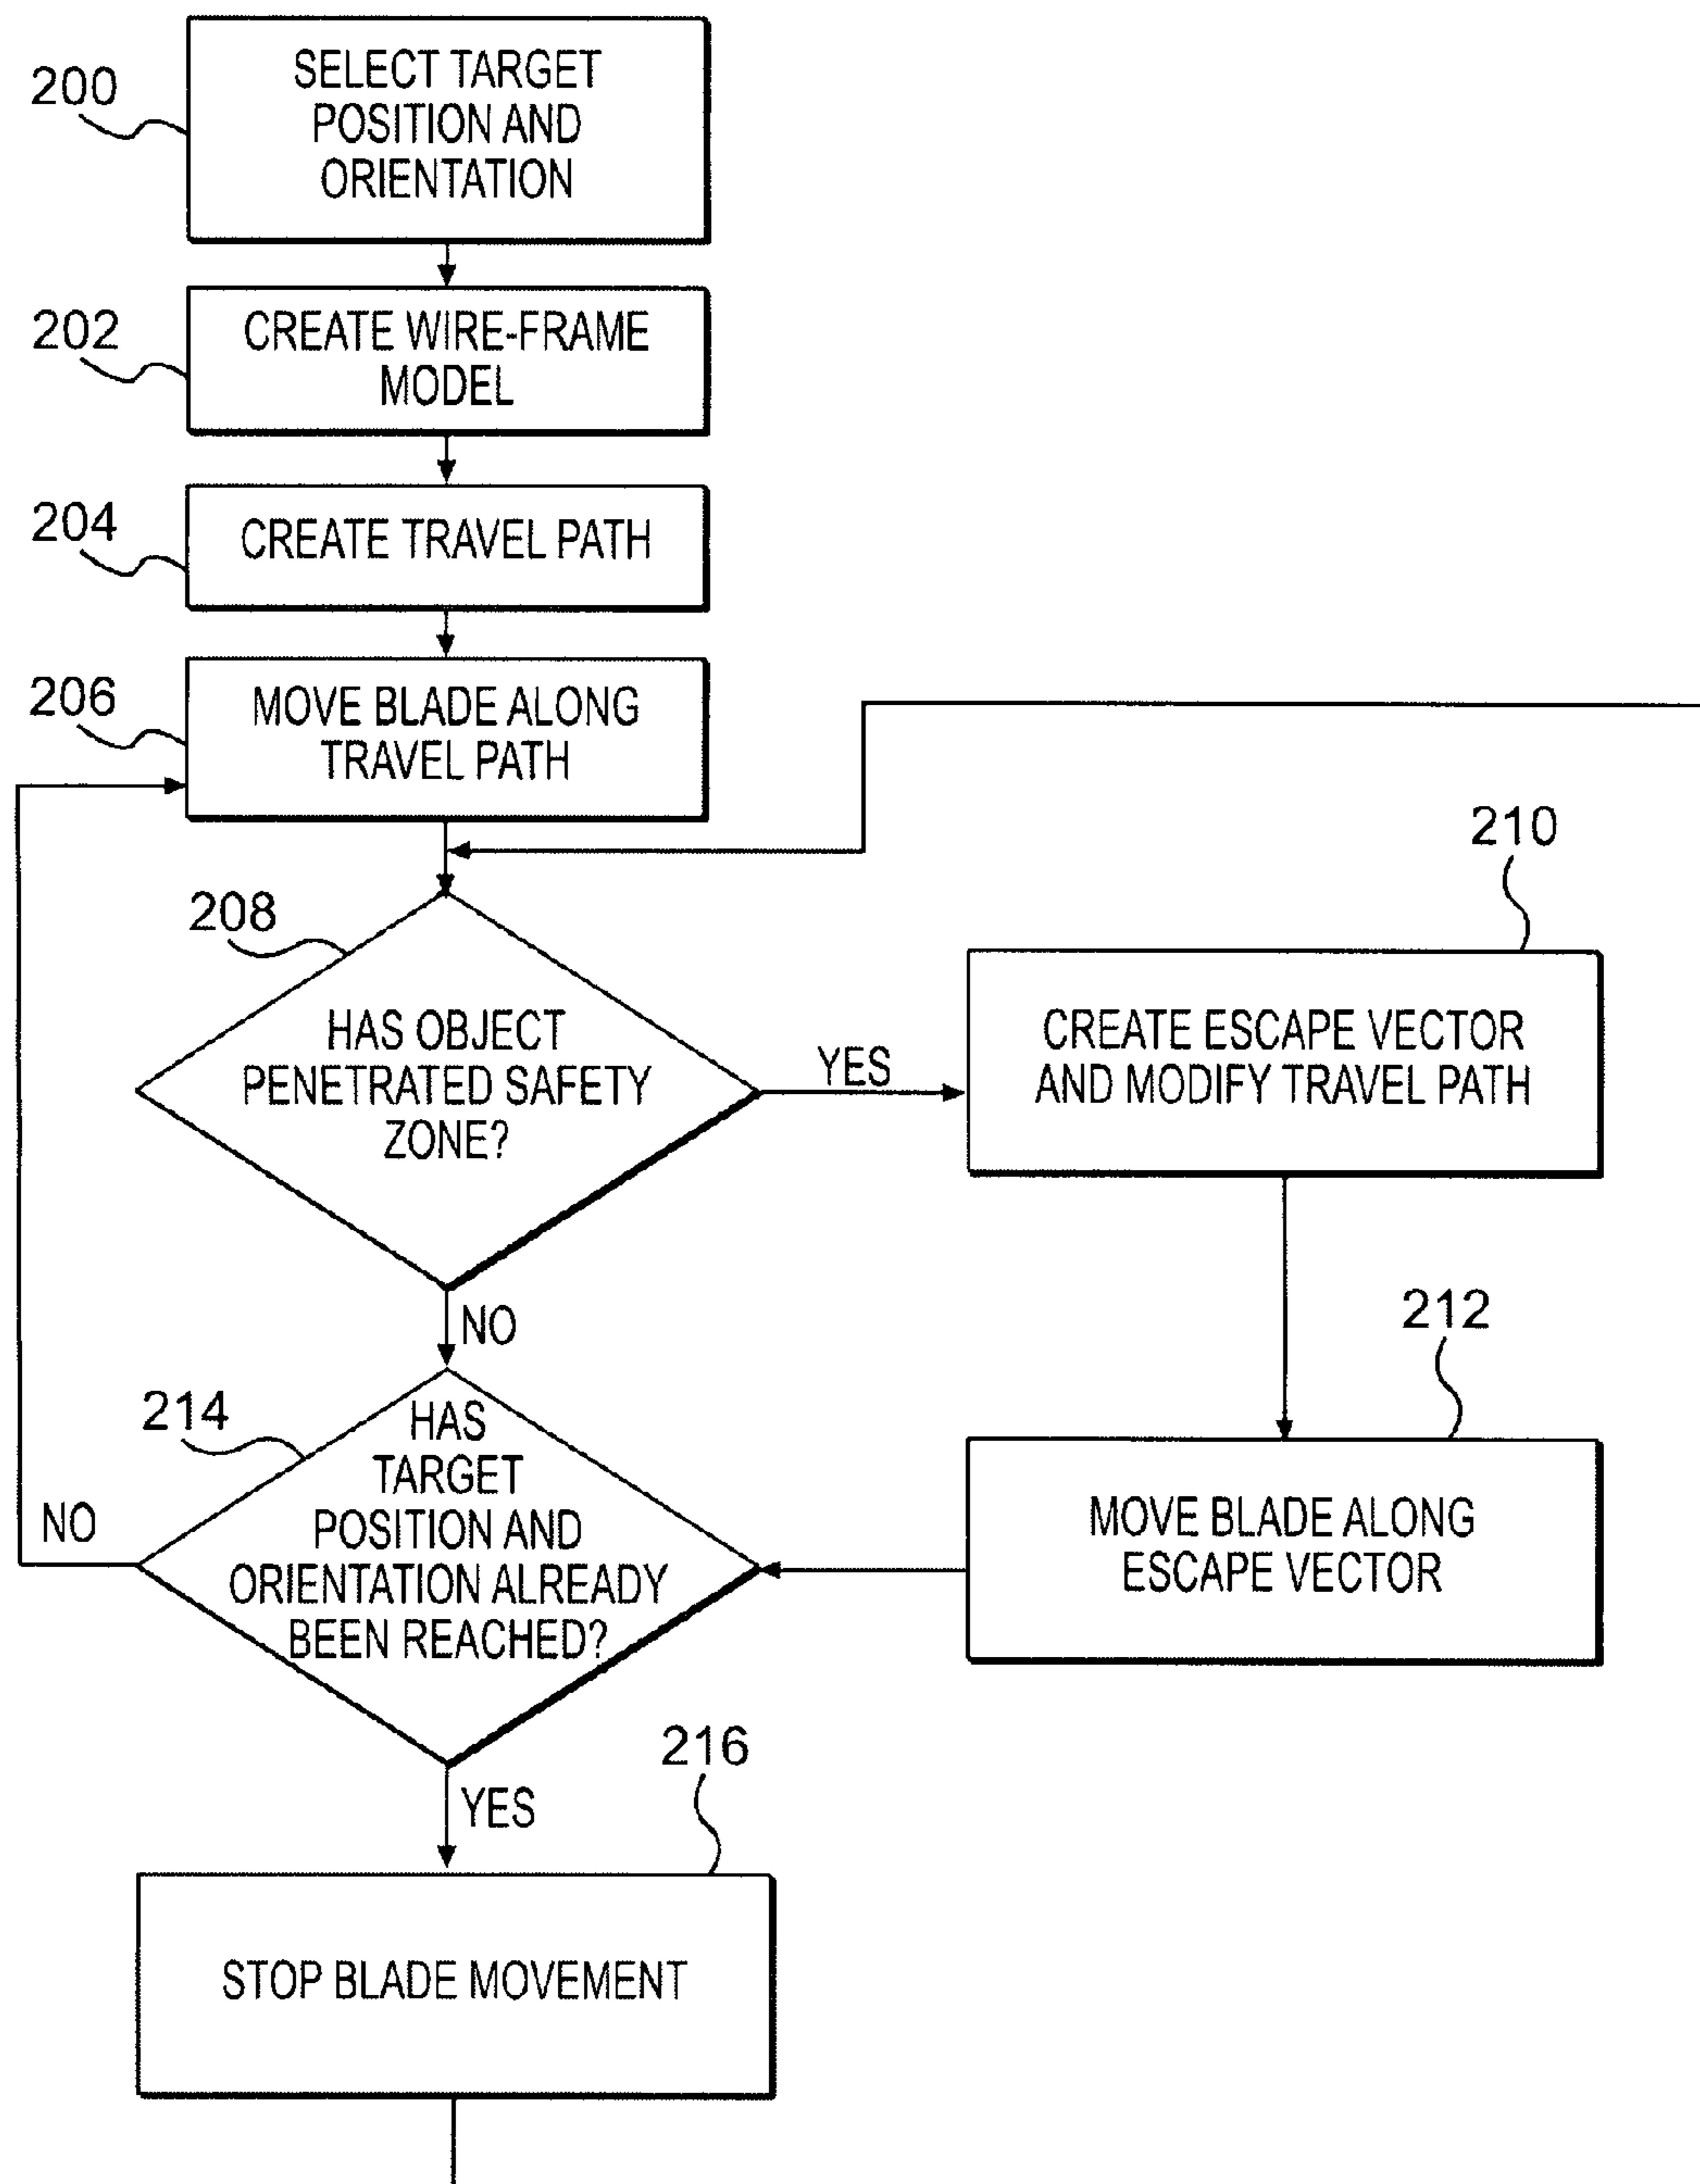 200
SELECT TARGET
POSITION AND
ORIENTATION
202
CREATE WIRE-FRAME
MODEL
204
CREATE TRAVEL PATH
206
MOVE BLADE ALONG
TRAVEL PATH
208
HAS OBJECT
PENETRATED SAFETY
ZONE?
YES
210
CREATE ESCAPE VECTOR
AND MODIFY TRAVEL PATH
NO
212
MOVE BLADE ALONG
ESCAPE VECTOR
214
HAS
TARGET
POSITION AND
ORIENTATION ALREADY
BEEN REACHED?
NO
YES
216
STOP BLADE MOVEMENT